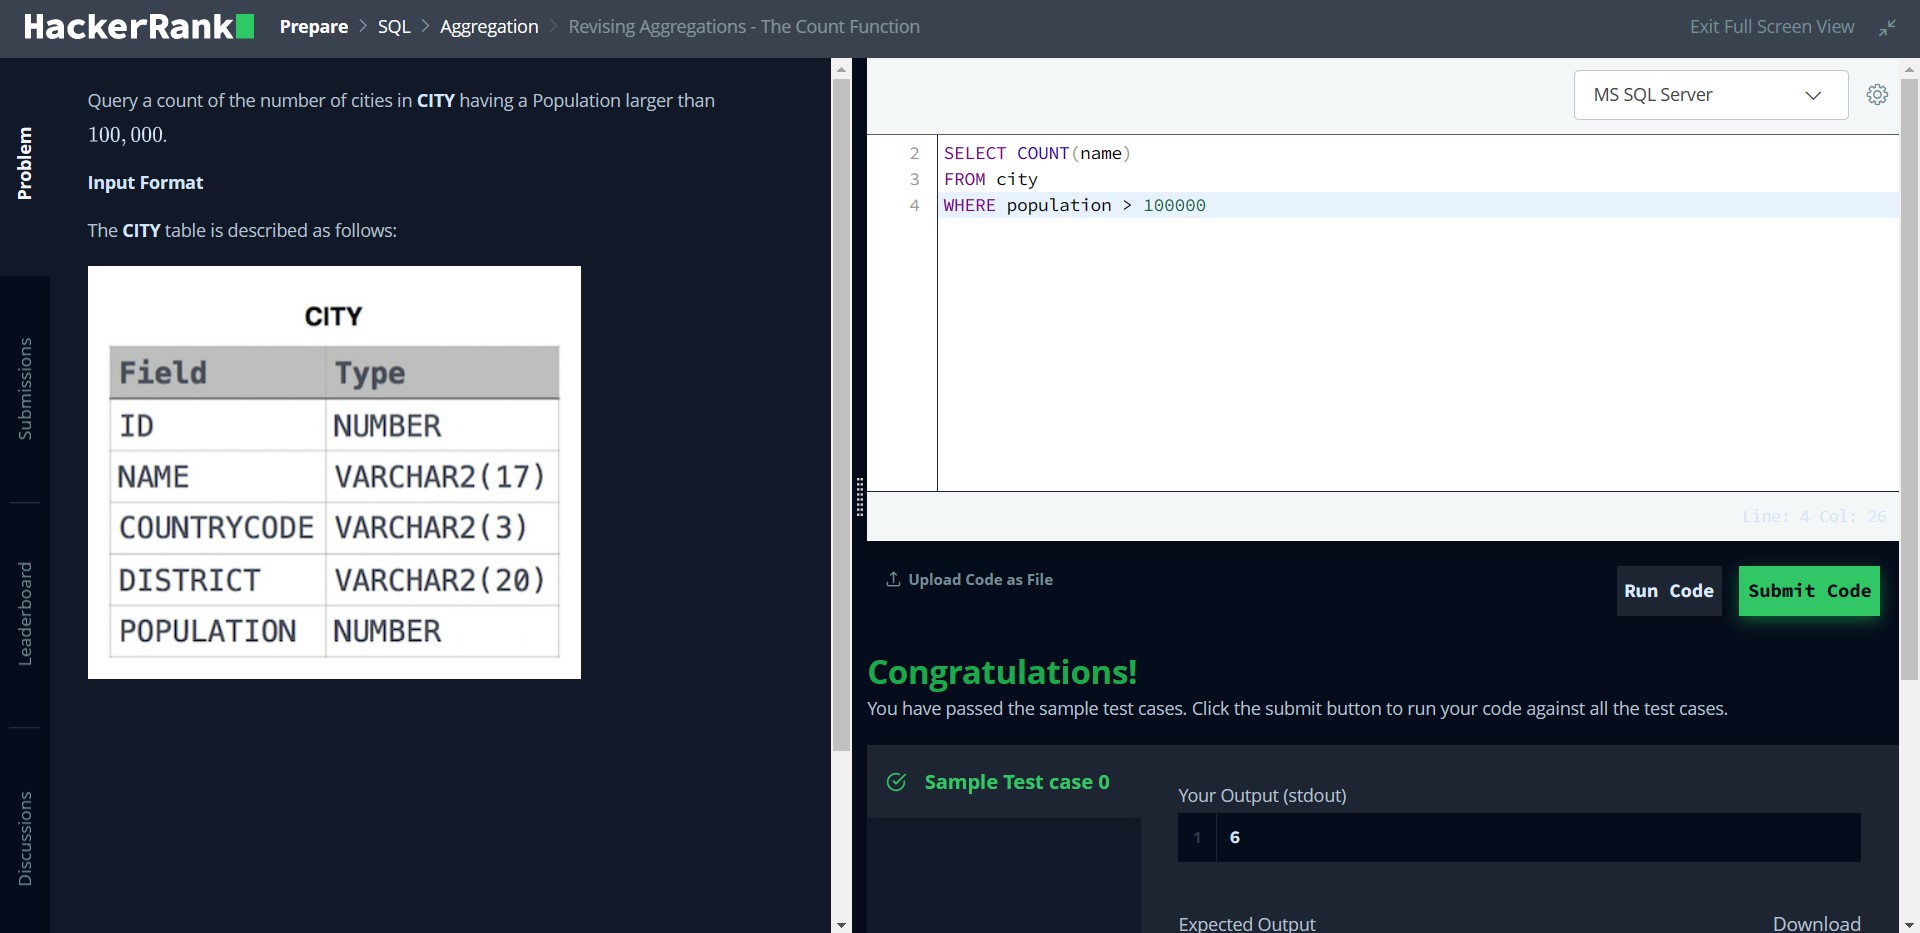 HackerRank
Prepare > SQL > Aggregation > Revising Aggregations - The Count Function
Exit Full Screen View
Problem
Submissions
Leaderboard
Discussions
Query a count of the number of cities in CITY having a Population larger than
100,000.
Input Format
The CITY table is described as follows:
CITY
Field Type
ID NUMBER
NAME VARCHAR2(17)
COUNTRYCODE VARCHAR2(3)
DISTRICT VARCHAR2(20)
POPULATION NUMBER
MS SQL Server
2 SELECT COUNT(name)
3 FROM city
4 WHERE population > 100000
Line: 4 Col: 26
Upload Code as File
Run Code
Submit Code
Congratulations!
You have passed the sample test cases. Click the submit button to run your code against all the test cases.
Sample Test case 0
Your Output (stdout)
1 6
Expected Output
Download